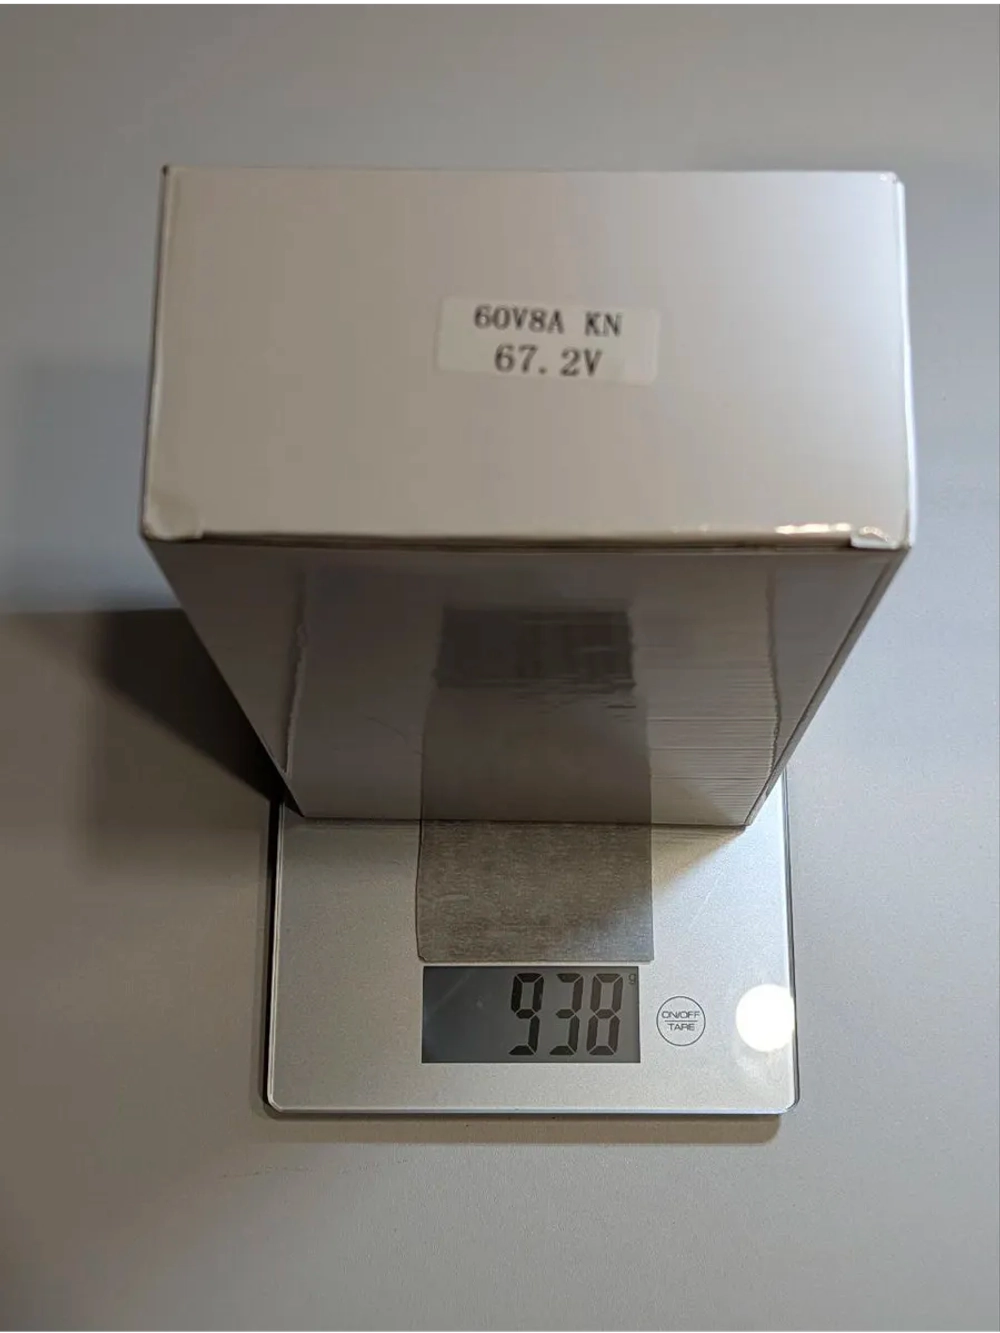 60V8A KN
67.2V
938 g
ON/OFF
TARE